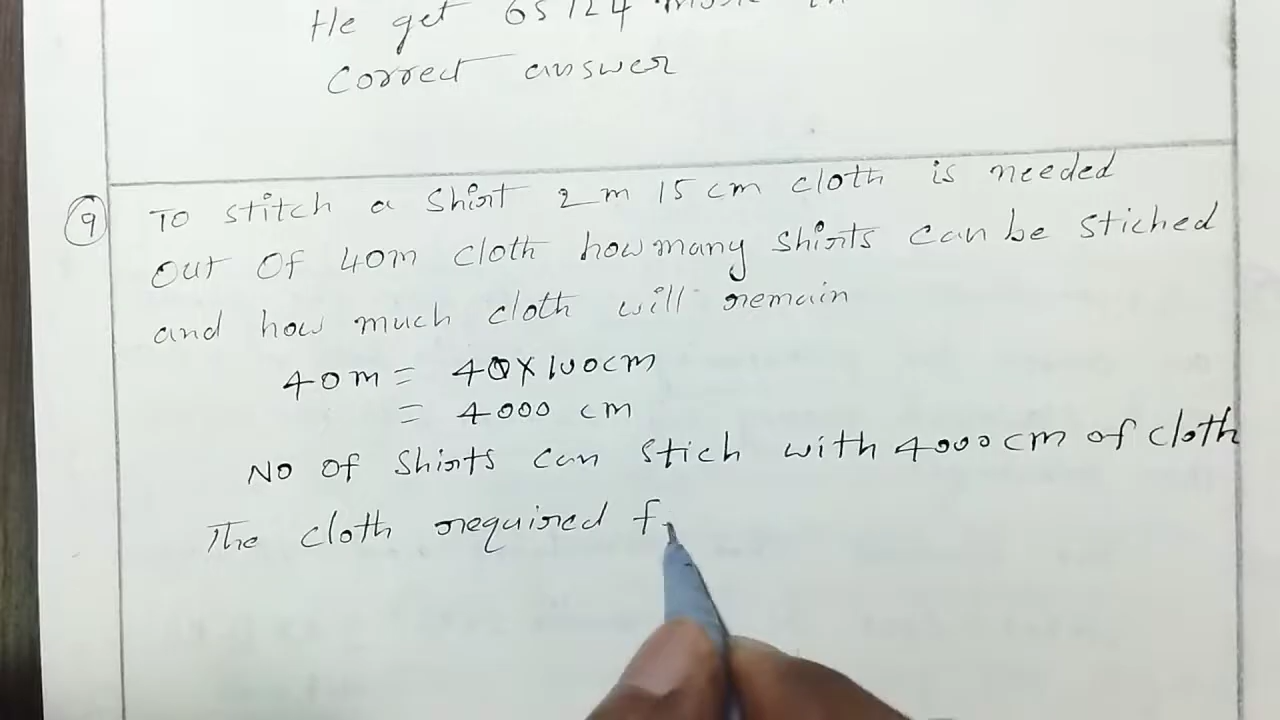 He get 65124
Correct answer
9 To stitch a Shirt 2 m 15 cm cloth is needed
Out Of 40m cloth how many Shirts can be stiched
and how much cloth will remain
40m = 40X100cm
= 4000 cm
NO of Shirts can stich with 4000cm of cloth
The cloth required f